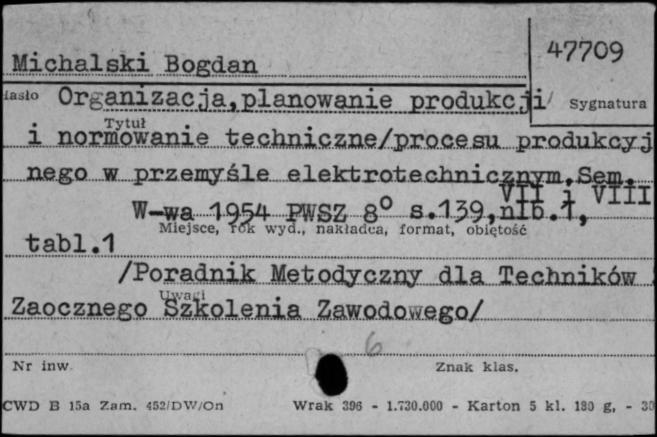 47709
Michalski Bogdan
Hasło Organizacja,planowanie produkcji/ Sygnatura
Tytuł
i normowanie techniczne/procesu produkcyj
nego w przemyśle elektrotechnicznym.Sem.
VII i VIII
W-wa 1954 PWSZ 8° s.139,nlb.1,
Miejsce, rok wyd., nakładca, format, objętość
tabl.1
/Poradnik Metodyczny dla Techników
Uwagi
Zaocznego Szkolenia Zawodowego/
6
Nr inw.
Znak klas.
CWD B 15a Zam. 452/DW/On Wrak 396 - 1.730.000 - Karton 5 kl. 180 g, - 30